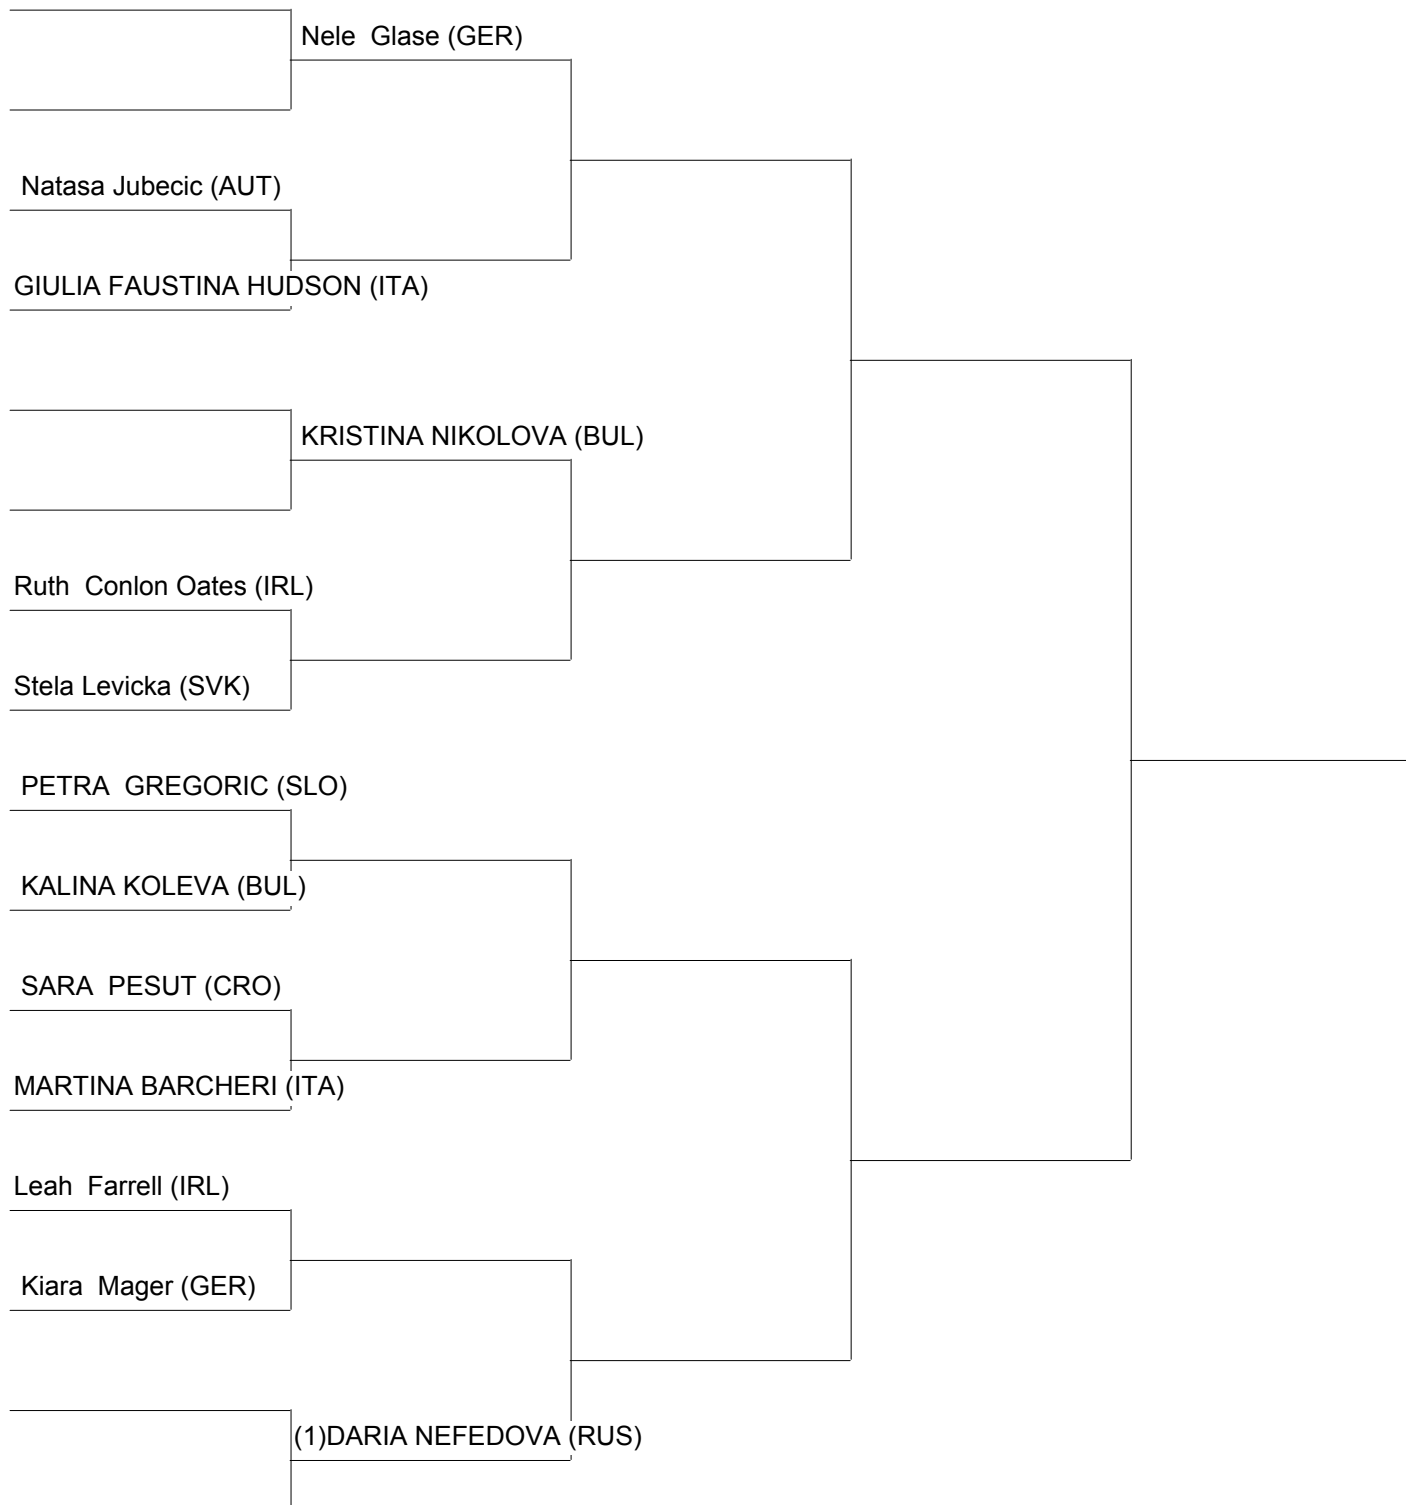 Nele  Glase (GER)
Natasa Jubecic (AUT)
GIULIA FAUSTINA HUDSON (ITA)
KRISTINA NIKOLOVA (BUL)
Ruth  Conlon Oates (IRL)
Stela Levicka (SVK)
PETRA  GREGORIC (SLO)
KALINA KOLEVA (BUL)
SARA  PESUT (CRO)
MARTINA BARCHERI (ITA)
Leah  Farrell (IRL)
Kiara  Mager (GER)
(1)DARIA NEFEDOVA (RUS)